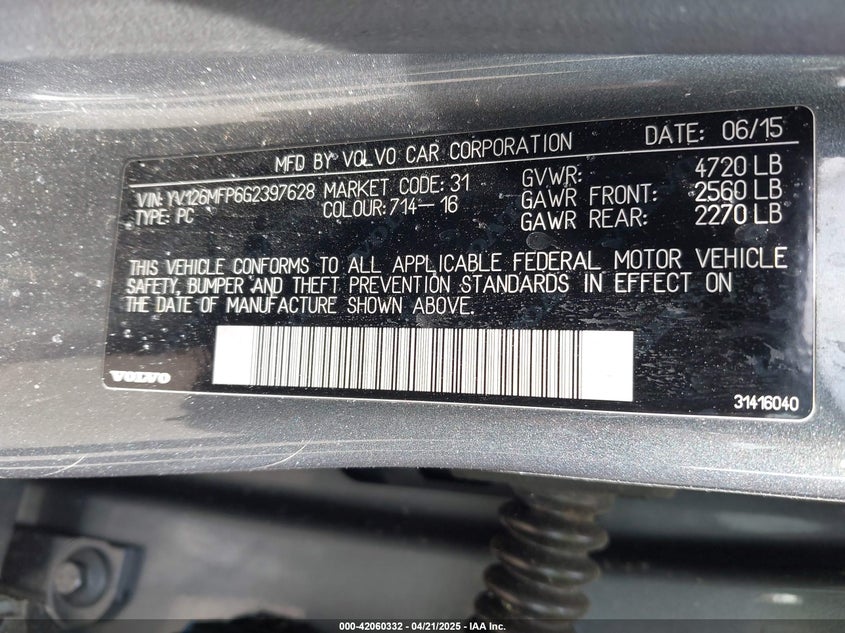 MFD BY VOLVO CAR CORPORATION DATE: 06/15
VIN: YV126MFP6G2397628 MARKET CODE: 31 GVWR: 4720 LB
TYPE: PC COLOUR: 714-16 GAWR FRONT: 2560 LB
GAWR REAR: 2270 LB
THIS VEHICLE CONFORMS TO ALL APPLICABLE FEDERAL MOTOR VEHICLE
SAFETY, BUMPER AND THEFT PREVENTION STANDARDS IN EFFECT ON
THE DATE OF MANUFACTURE SHOWN ABOVE.
VOLVO
31416040
000-42060332 | 04/21/2025 | IAA Inc.